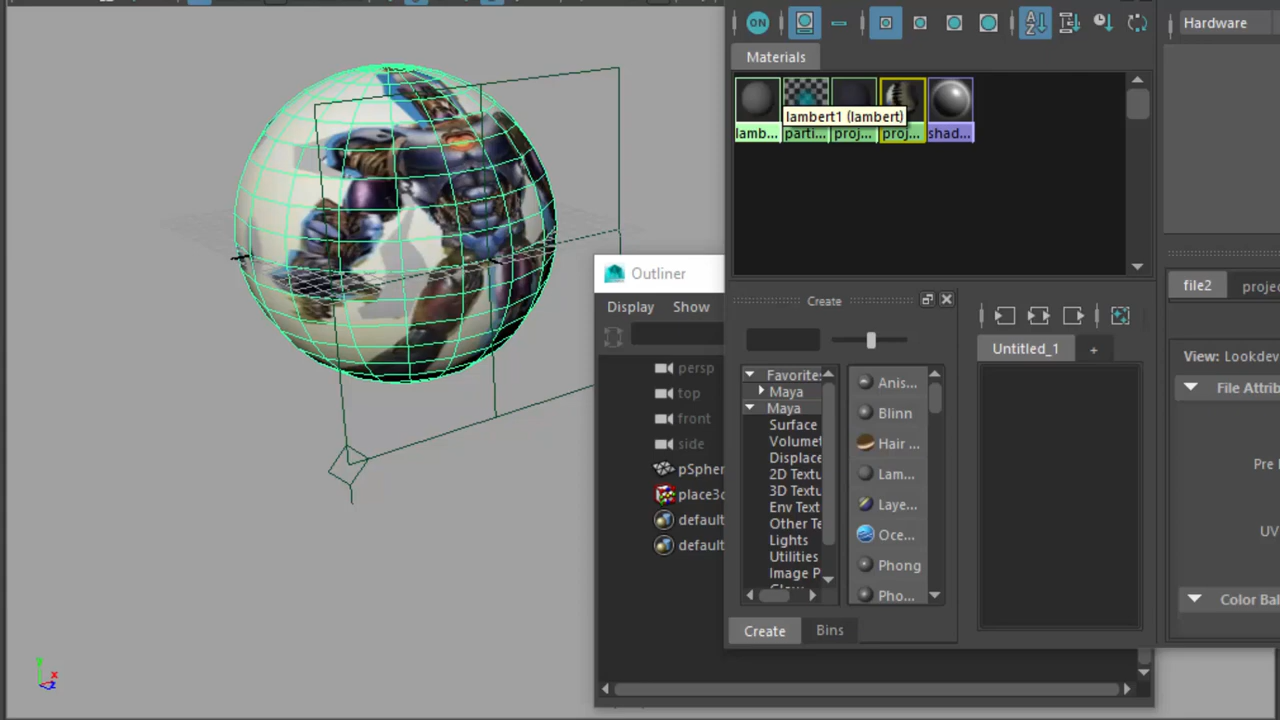 ON
Hardware
Materials
lambert1 (lambert)
lamb... parti... proj... proj... shad...
Outliner
Display Show
persp
top
front
side
pSpher
place3d
default
default
Create
Favorites
Maya
Maya
Surface
Volumet
Displace
2D Textu
3D Textu
Env Text
Other Te
Lights
Utilities
Image P
Anis...
Blinn
Hair ...
Lam...
Laye...
Oce...
Phong
Pho...
Create Bins
Untitled_1 +
file2 projec
View: Lookdev
File Attrib
Pre
UV
Color Bal
y
x
z